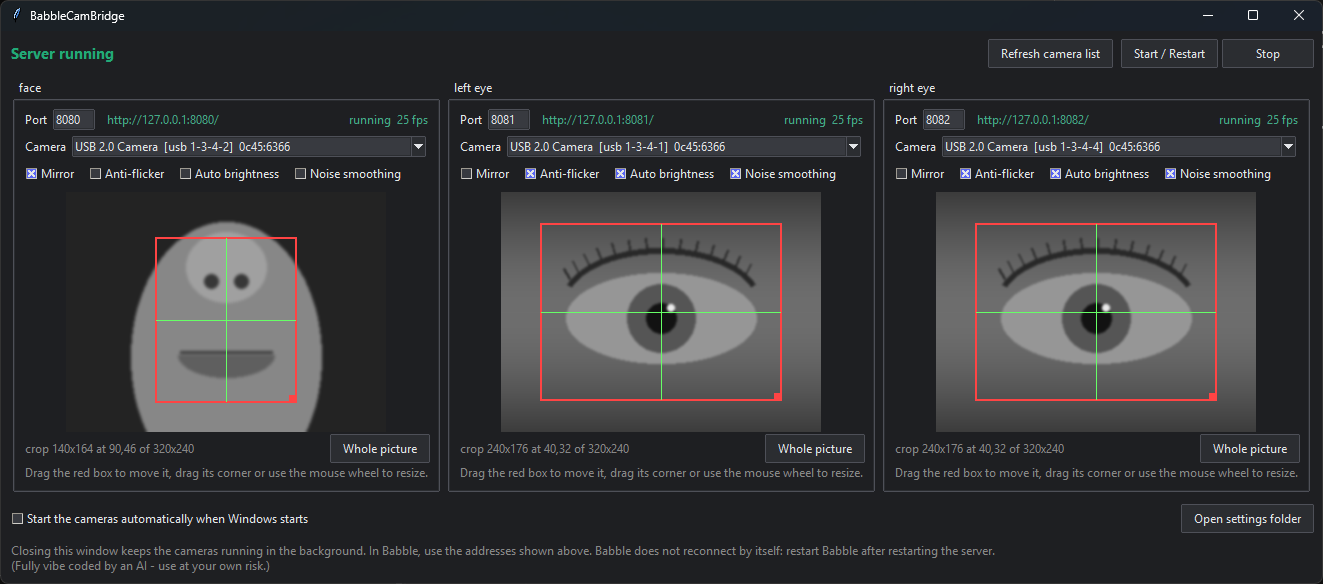 BabbleCamBridge
Server running
Refresh camera list
Start / Restart
Stop
face
Port 8080 http://127.0.0.1:8080/ running 25 fps
Camera USB 2.0 Camera [usb 1-3-4-2] 0c45:6366
Mirror Anti-flicker Auto brightness Noise smoothing
crop 140x164 at 90,46 of 320x240
Whole picture
Drag the red box to move it, drag its corner or use the mouse wheel to resize.
left eye
Port 8081 http://127.0.0.1:8081/ running 25 fps
Camera USB 2.0 Camera [usb 1-3-4-1] 0c45:6366
Mirror Anti-flicker Auto brightness Noise smoothing
crop 240x176 at 40,32 of 320x240
Whole picture
Drag the red box to move it, drag its corner or use the mouse wheel to resize.
right eye
Port 8082 http://127.0.0.1:8082/ running 25 fps
Camera USB 2.0 Camera [usb 1-3-4-4] 0c45:6366
Mirror Anti-flicker Auto brightness Noise smoothing
crop 240x176 at 40,32 of 320x240
Whole picture
Drag the red box to move it, drag its corner or use the mouse wheel to resize.
Start the cameras automatically when Windows starts
Open settings folder
Closing this window keeps the cameras running in the background. In Babble, use the addresses shown above. Babble does not reconnect by itself: restart Babble after restarting the server.
(Fully vibe coded by an AI - use at your own risk.)